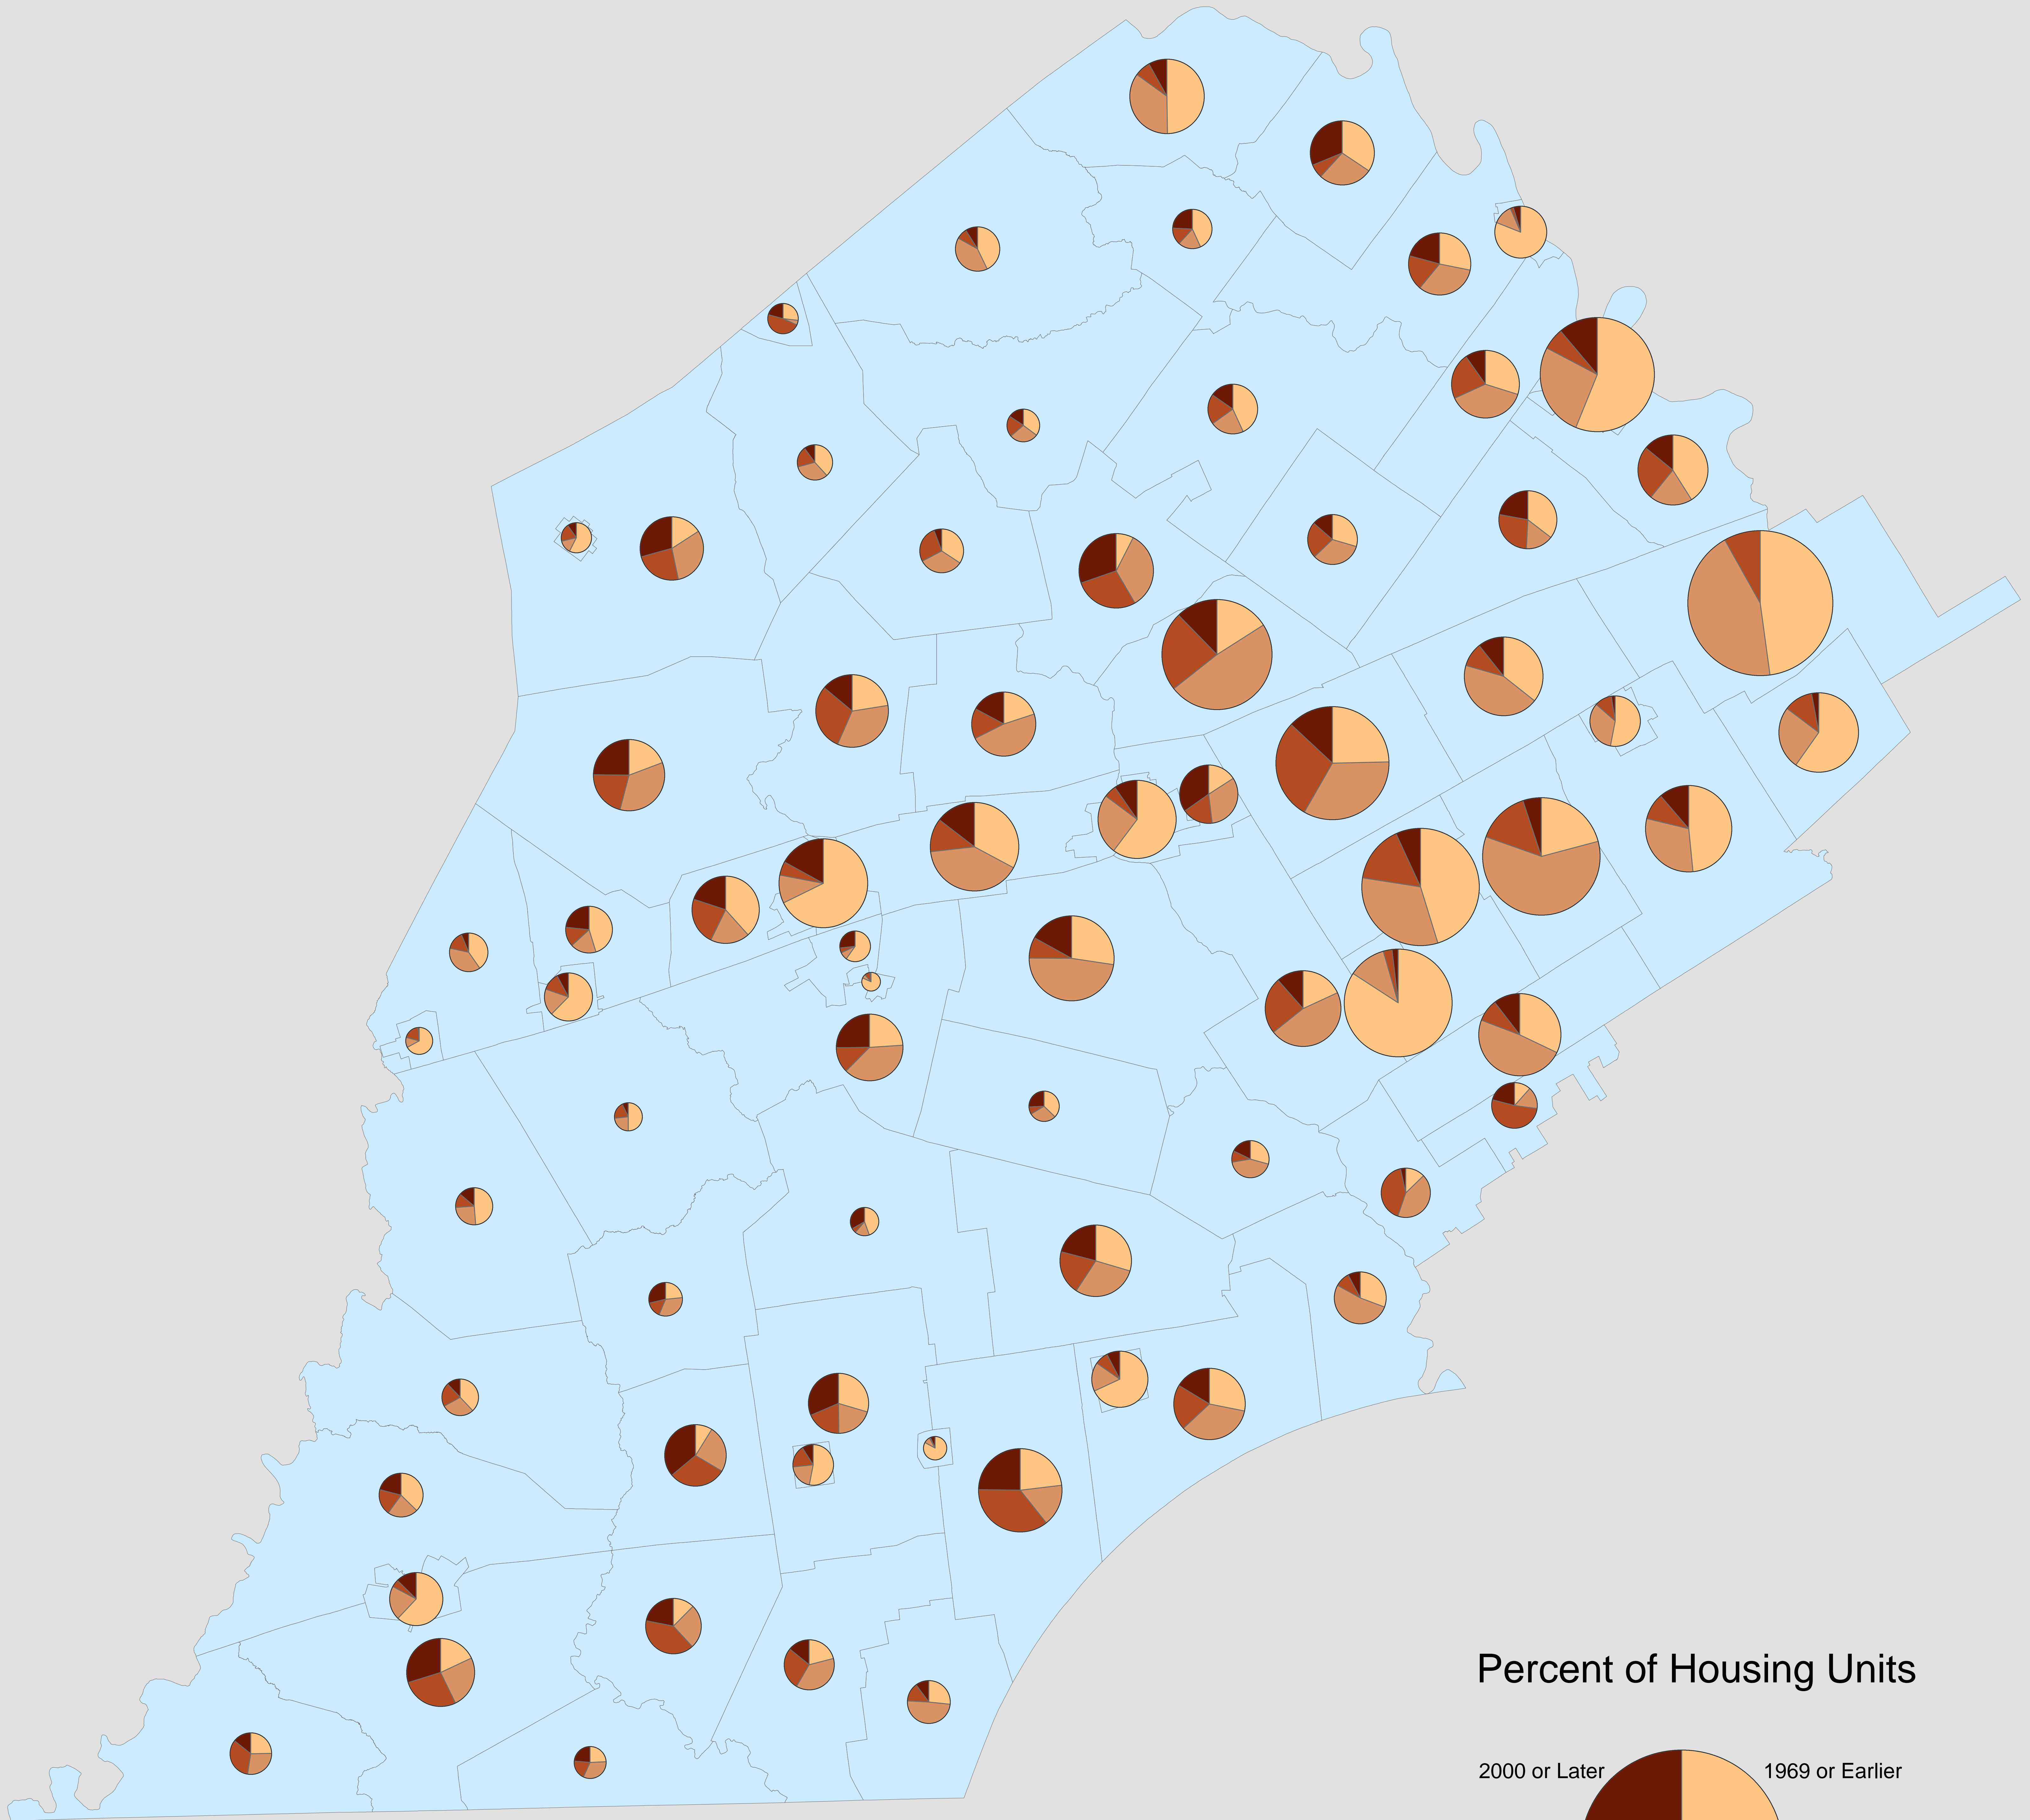 Percent of Housing Units
2000 or Later 1969 or Earlier